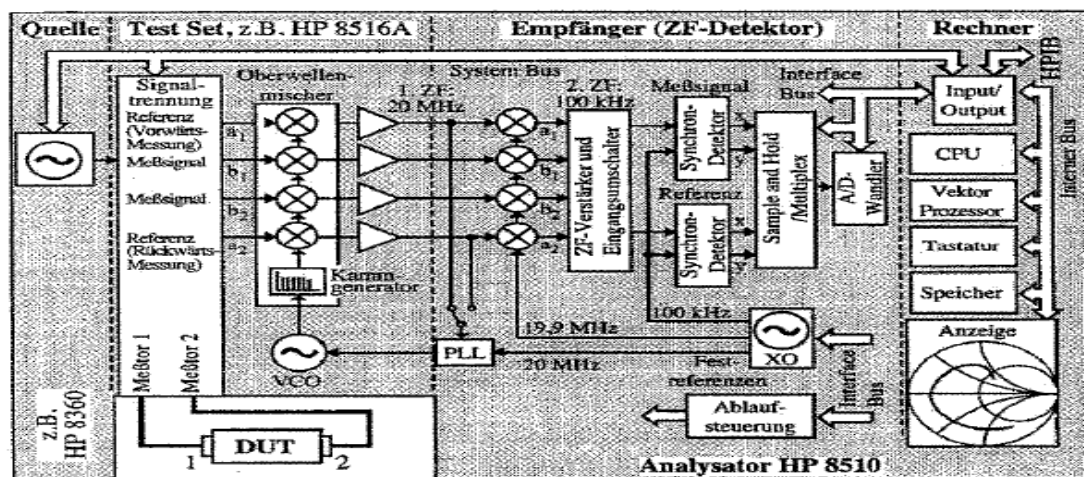 Quelle
Test Set, z.B. HP 8516A
Empfänger (ZF-Detektor)
Rechner
HPIB
Signal-
trennung
Referenz
(Vorwärts-
Messung)
Meßsignal
Meßsignal
Referenz
(Rückwärts-
Messung)
a1
b1
b2
a2
Oberwellen-
mischer
1. ZF:
20 MHz
System Bus
2. ZF:
100 kHz
a1
b1
b2
a2
ZF-Verstärker und
Eingangsumschalter
Meßsignal
Synchron-
Detektor
x
y
Referenz
Synchron-
Detektor
x
y
Sample and Hold
/Multiplex
Interface
Bus
A/D-
Wandler
Input/
Output
CPU
Vektor
Prozessor
Tastatur
Speicher
Interner Bus
Anzeige
Kamm-
generator
VCO
PLL
19,9 MHz
20 MHz
100 kHz
XO
Fest-
referenzen
Interface
Bus
Ablauf-
steuerung
Meßtor 1
Meßtor 2
z.B.
HP 8360
DUT
1
2
Analysator HP 8510